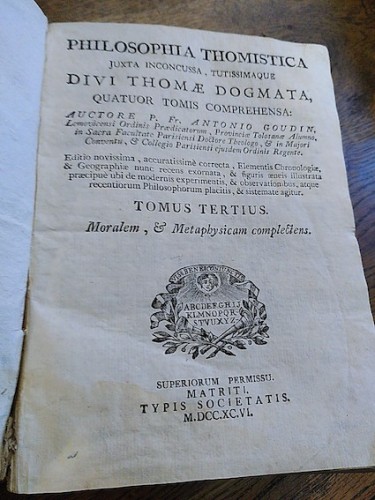 PHILOSOPHIA THOMISTICA
JUXTA INCONCUSSA, TUTISSIMAQUE
DIVI THOMÆ DOGMATA,
QUATUOR TOMIS COMPREHENSA:
AUCTORE P. Fr. ANTONIO GOUDIN,
Lemovicensi Ordinis Prædicatorum, Provinciæ Tolosanæ Alumno,
in Sacra Facultate Parisiensi Doctore Theologo, & in Majori
Conventu, & Collegio Parisiensi ejusdem Ordinis Regente.
Editio novissima, accuratissimè correcta, Elementis Chronologiæ,
& Geographiæ nunc recens exornata, & figuris æneis illustrata
præcipuè ubi de modernis experimentis, & observationibus, atque
recentiorum Philosophorum placitis, & sistemate agitur.
TOMUS TERTIUS.
Moralem, & Metaphysicam complectens.
ABCDEFGHIJ
KLMNOPQR
STVUXYZ
SUPERIORUM PERMISSU.
MATRITI.
TYPIS SOCIETATIS.
M.DCC.XC.VI.